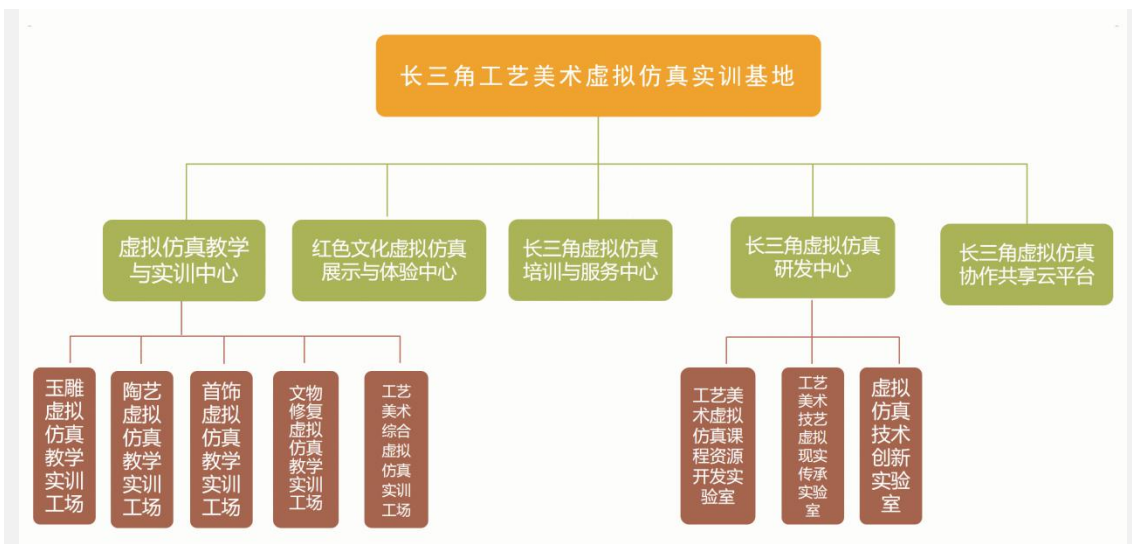 长三角工艺美术虚拟仿真实训基地
虚拟仿真教学
与实训中心
红色文化虚拟仿真
展示与体验中心
长三角虚拟仿真
培训与服务中心
长三角虚拟仿真
研发中心
长三角虚拟仿真
协作共享云平台
玉雕
虚拟
仿真
教学
实训
工场
陶艺
虚拟
仿真
教学
实训
工场
首饰
虚拟
仿真
教学
实训
工场
文物
修复
虚拟
仿真
教学
实训
工场
工艺
美术
综合
虚拟
仿真
实训
工场
工艺美
术虚拟
仿真课
程资源
开发实
验室
工艺
美术
技艺
虚拟
现实
传承
实验
室
虚拟
仿真
技术
创新
实验
室